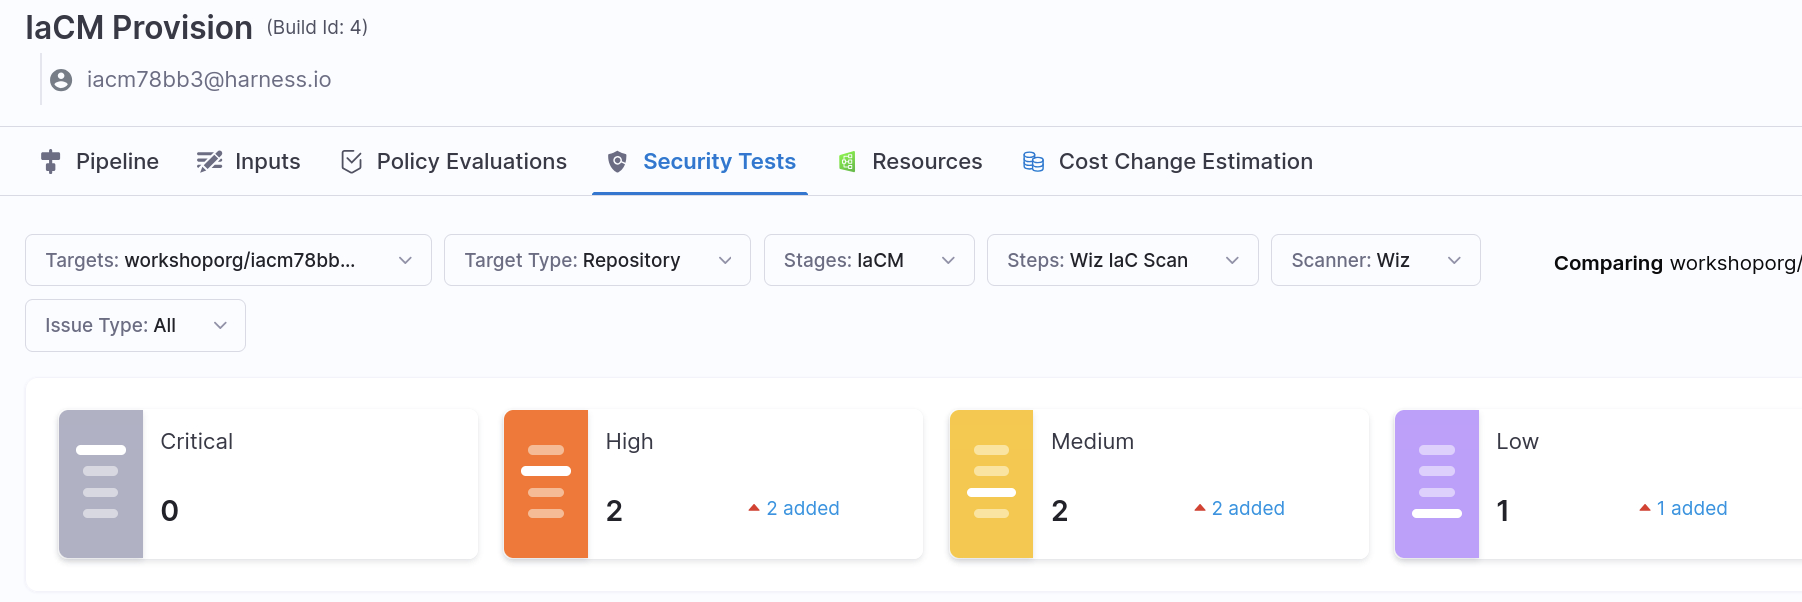 IaCM Provision (Build Id: 4)
iacm78bb3@harness.io
Pipeline Inputs Policy Evaluations Security Tests Resources Cost Change Estimation
Targets: workshoporg/iacm78bb... Target Type: Repository Stages: IaCM Steps: Wiz IaC Scan Scanner: Wiz Comparing workshoporg/
Issue Type: All
Critical High Medium Low
0 2 2 added 2 2 added 1 1 added